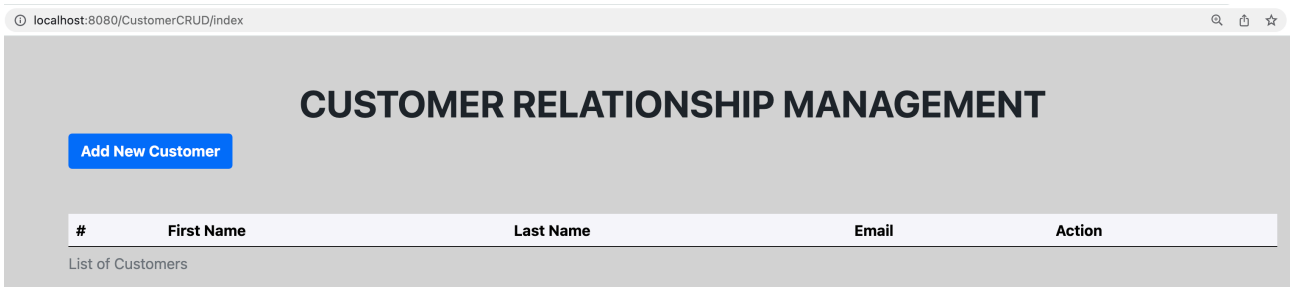 localhost:8080/CustomerCRUD/index
CUSTOMER RELATIONSHIP MANAGEMENT
Add New Customer
# First Name Last Name Email Action
List of Customers